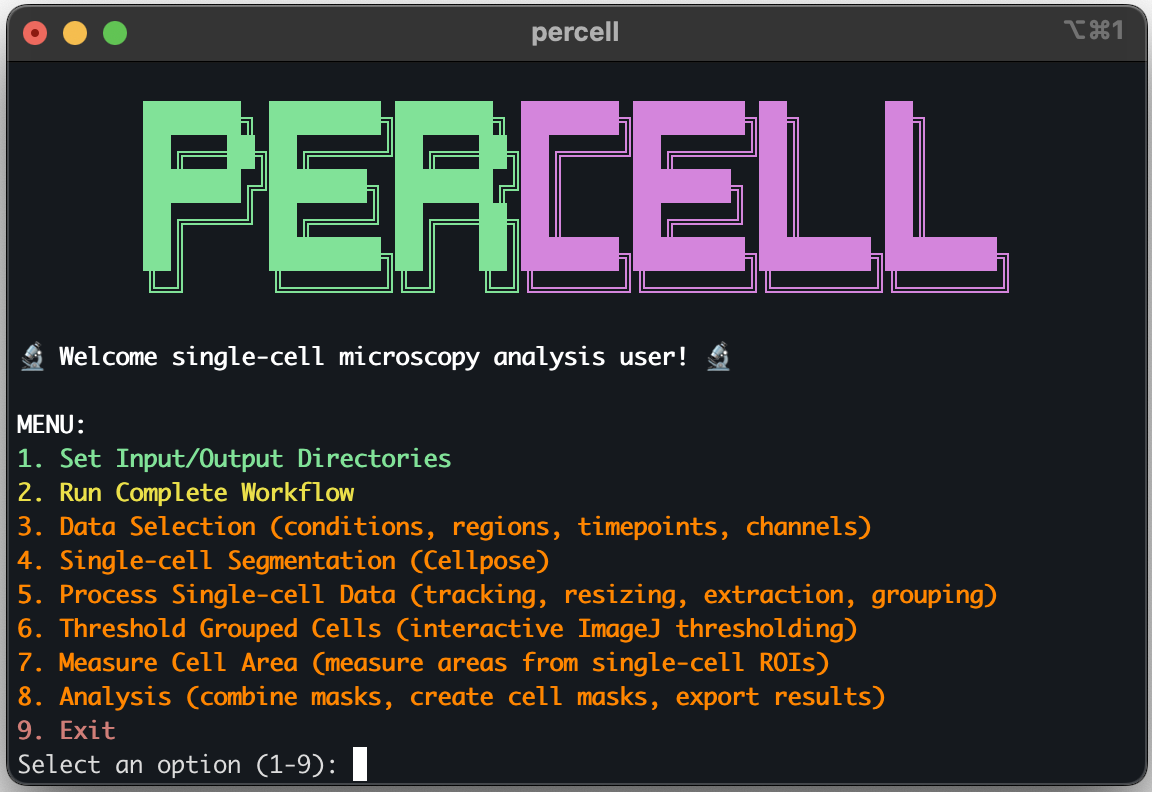 percell
⌥⌘1
PERCELL
🔬 Welcome single-cell microscopy analysis user! 🔬
MENU:
1. Set Input/Output Directories
2. Run Complete Workflow
3. Data Selection (conditions, regions, timepoints, channels)
4. Single-cell Segmentation (Cellpose)
5. Process Single-cell Data (tracking, resizing, extraction, grouping)
6. Threshold Grouped Cells (interactive ImageJ thresholding)
7. Measure Cell Area (measure areas from single-cell ROIs)
8. Analysis (combine masks, create cell masks, export results)
9. Exit
Select an option (1-9):